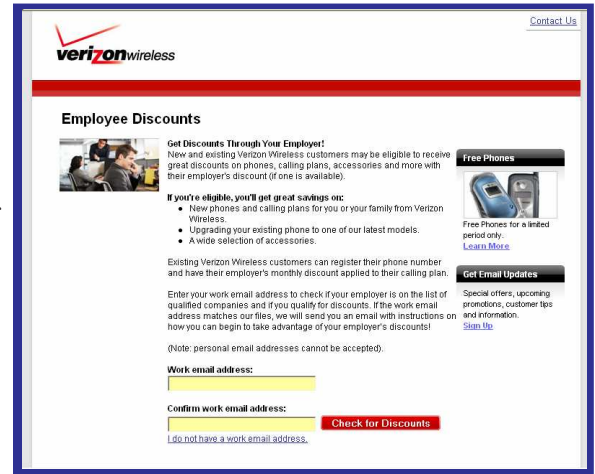 Contact Us
verizonwireless
Employee Discounts
Get Discounts Through Your Employer!
New and existing Verizon Wireless customers may be eligible to receive
great discounts on phones, calling plans, accessories and more with
their employer's discount (if one is available).
If you're eligible, you'll get great savings on:
• New phones and calling plans for you or your family from Verizon
Wireless.
• Upgrading your existing phone to one of our latest models.
• A wide selection of accessories.
Existing Verizon Wireless customers can register their phone number
and have their employer's monthly discount applied to their calling plan.
Enter your work email address to check if your employer is on the list of
qualified companies and if you qualify for discounts. If the work email
address matches our files, we will send you an email with instructions on
how you can begin to take advantage of your employer's discounts!
(Note: personal email addresses cannot be accepted).
Work email address:
Confirm work email address:
Check for Discounts
I do not have a work email address.
Free Phones
Free Phones for a limited
period only.
Learn More
Get Email Updates
Special offers, upcoming
promotions, customer tips
and information.
Sign Up